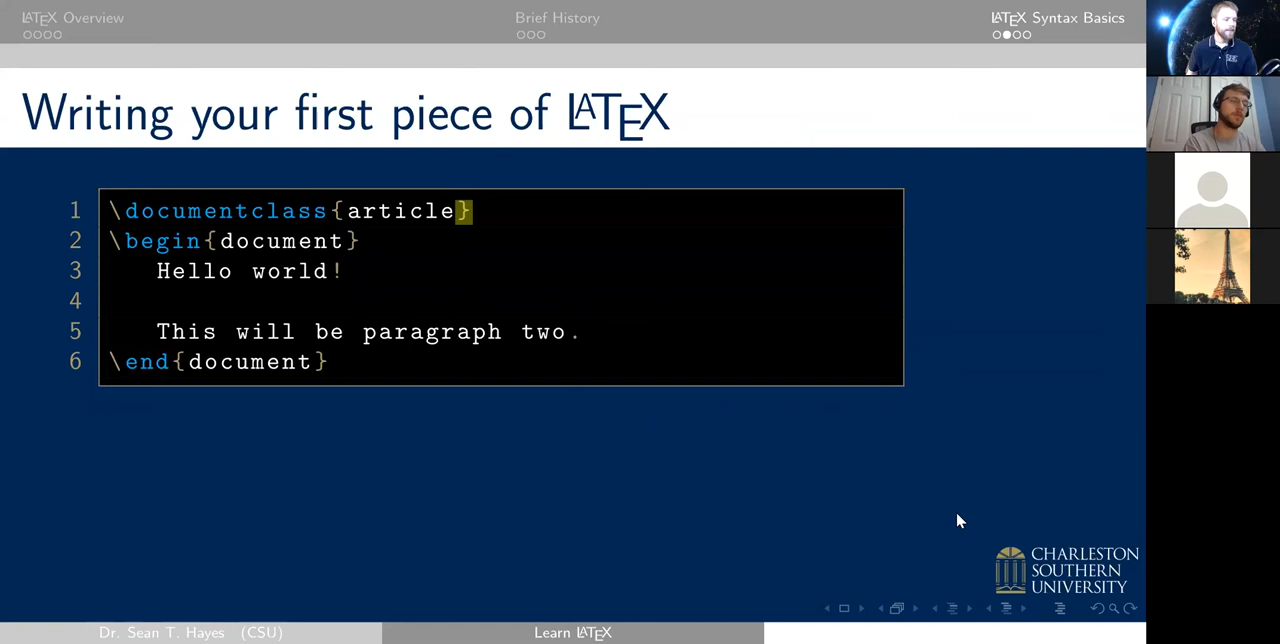 LATEX Overview
Brief History
LATEX Syntax Basics
Writing your first piece of LATEX
1 \documentclass{article}
2 \begin{document}
3 Hello world!
4
5 This will be paragraph two.
6 \end{document}
CHARLESTON
SOUTHERN
UNIVERSITY
Dr. Sean T. Hayes (CSU)
Learn LATEX